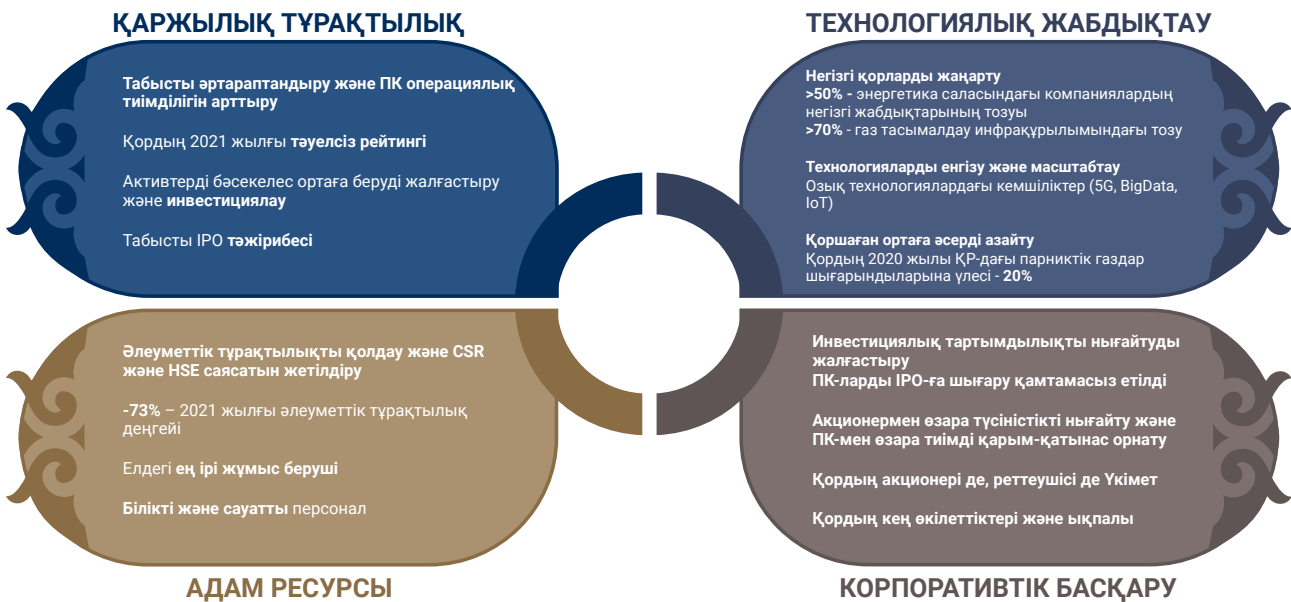 ҚАРЖЫЛЫҚ ТҰРАҚТЫЛЫҚ
Табысты әртараптандыру және ПК операциялық
тиімділігін арттыру
Қордың 2021 жылғы тәуелсіз рейтингі
Активтерді бәсекелес ортаға беруді жалғастыру
және инвестициялау
Табысты IPO тәжірибесі
ТЕХНОЛОГИЯЛЫҚ ЖАБДЫҚТАУ
Негізгі қорларды жаңарту
>50% - энергетика саласындағы компаниялардың
негізгі жабдықтарының тозуы
>70% - газ тасымалдау инфрақұрылымындағы тозу
Технологияларды енгізу және масштабтау
Озық технологиялардағы кемшіліктер (5G, BigData,
IoT)
Қоршаған ортаға әсерді азайту
Қордың 2020 жылы ҚР-дағы парниктік газдар
шығарындыларына үлесі - 20%
Әлеуметтік тұрақтылықты қолдау және CSR
және HSE саясатын жетілдіру
-73% – 2021 жылғы әлеуметтік тұрақтылық
деңгейі
Елдегі ең ірі жұмыс беруші
Білікті және сауатты персонал
АДАМ РЕСУРСЫ
Инвестициялық тартымдылықты нығайтуды
жалғастыру
ПК-ларды IPO-ға шығару қамтамасыз етілді
Акционермен өзара түсіністікті нығайту және
ПК-мен өзара тиімді қарым-қатынас орнату
Қордың акционері де, реттеушісі де Үкімет
Қордың кең өкілеттіктері және ықпалы
КОРПОРАТИВТІК БАСҚАРУ